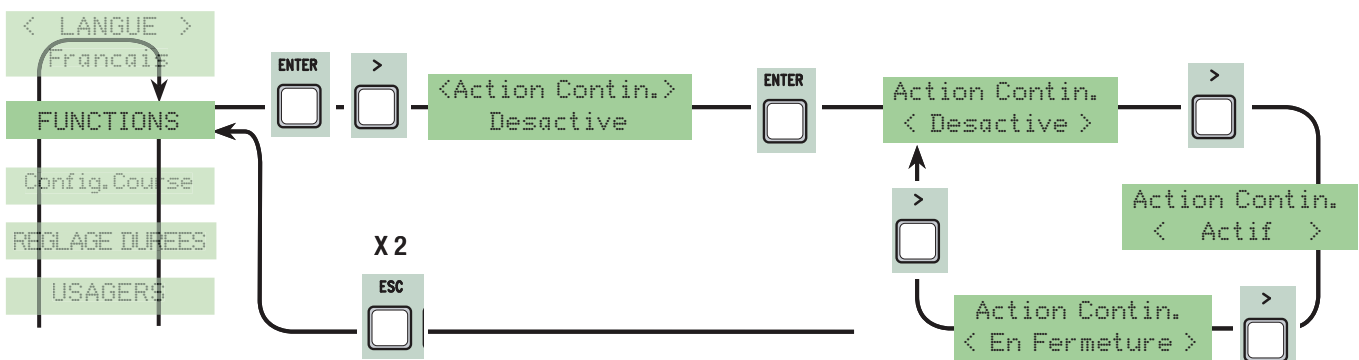 < LANGUE >
Francais
FUNCTIONS
Config.Course
REGLAGE DUREES
USAGERS
ENTER
>
<Action Contin.>
Desactive
ENTER
Action Contin.
< Desactive >
>
Action Contin.
< Actif >
>
Action Contin.
< En Fermeture >
>
X 2
ESC